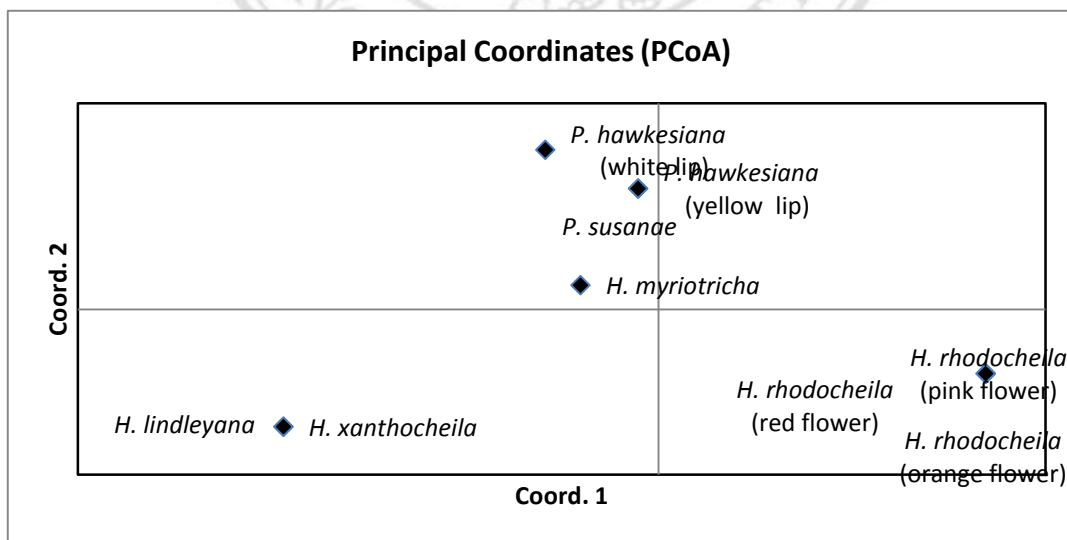 Principal Coordinates (PCoA)
P. hawkesiana
(white lip)
P. hawkesiana
(yellow lip)
P. susanae
H. myriotricha
Coord. 2
H. rhodocheila
(pink flower)
H. rhodocheila
(red flower)
H. lindleyana
H. xanthocheila
H. rhodocheila
(orange flower)
Coord. 1